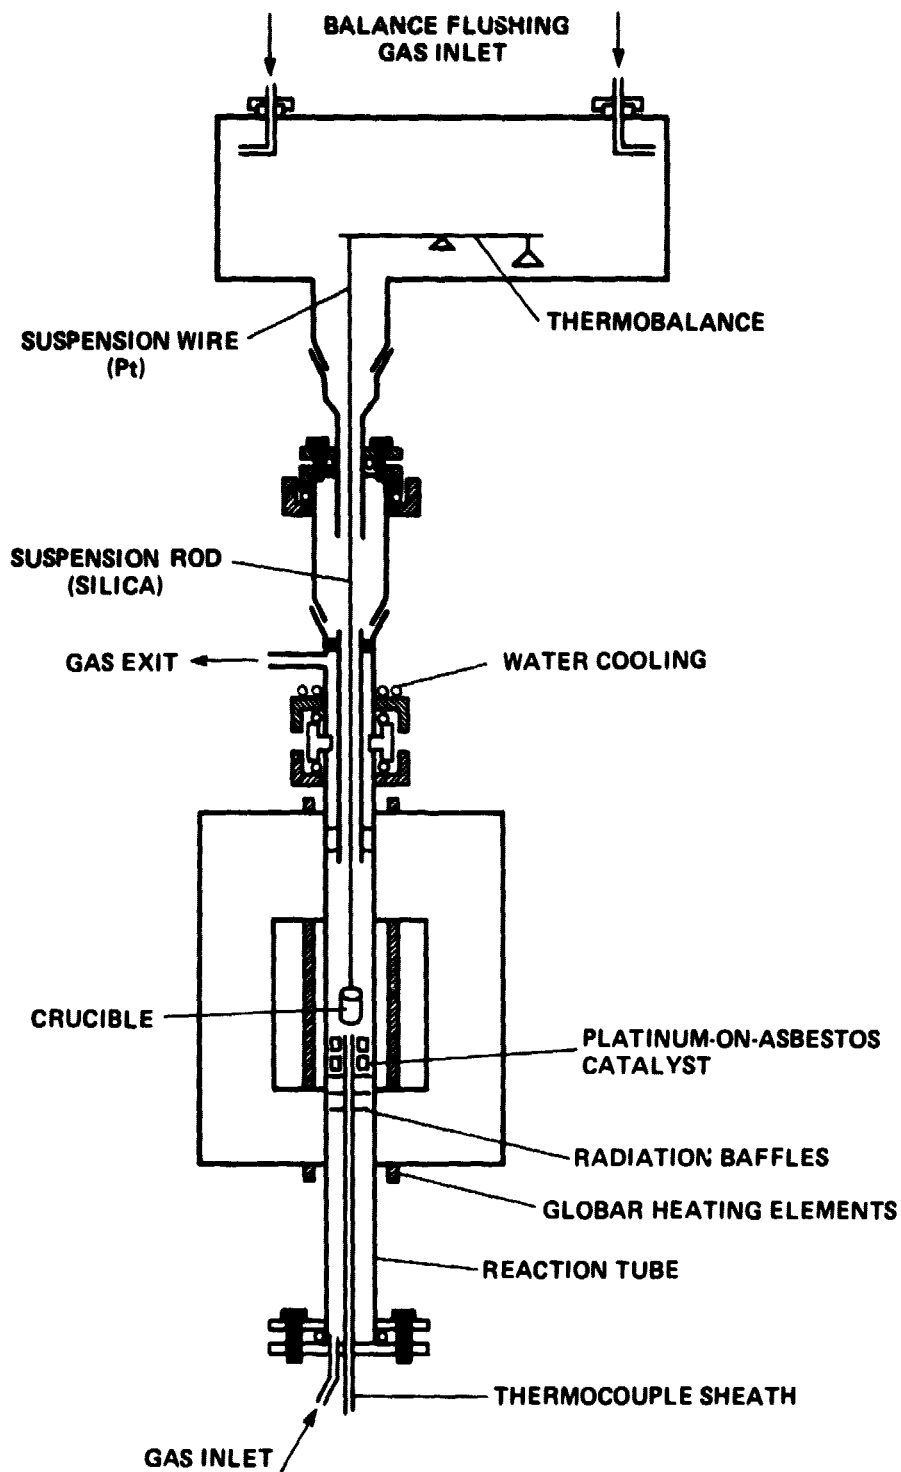 BALANCE FLUSHING
GAS INLET
THERMOBALANCE
SUSPENSION WIRE
(Pt)
SUSPENSION ROD
(SILICA)
GAS EXIT
WATER COOLING
CRUCIBLE
PLATINUM-ON-ASBESTOS
CATALYST
RADIATION BAFFLES
GLOBAR HEATING ELEMENTS
REACTION TUBE
THERMOCOUPLE SHEATH
GAS INLET